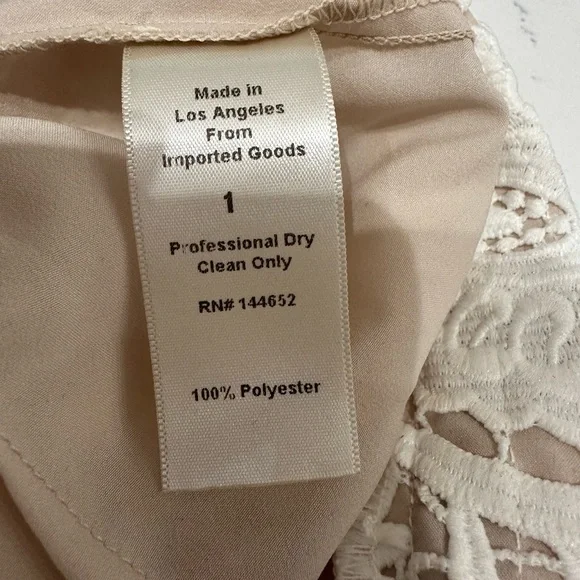 Made in
Los Angeles
From
Imported Goods
1
Professional Dry
Clean Only
RN# 144652
100% Polyester